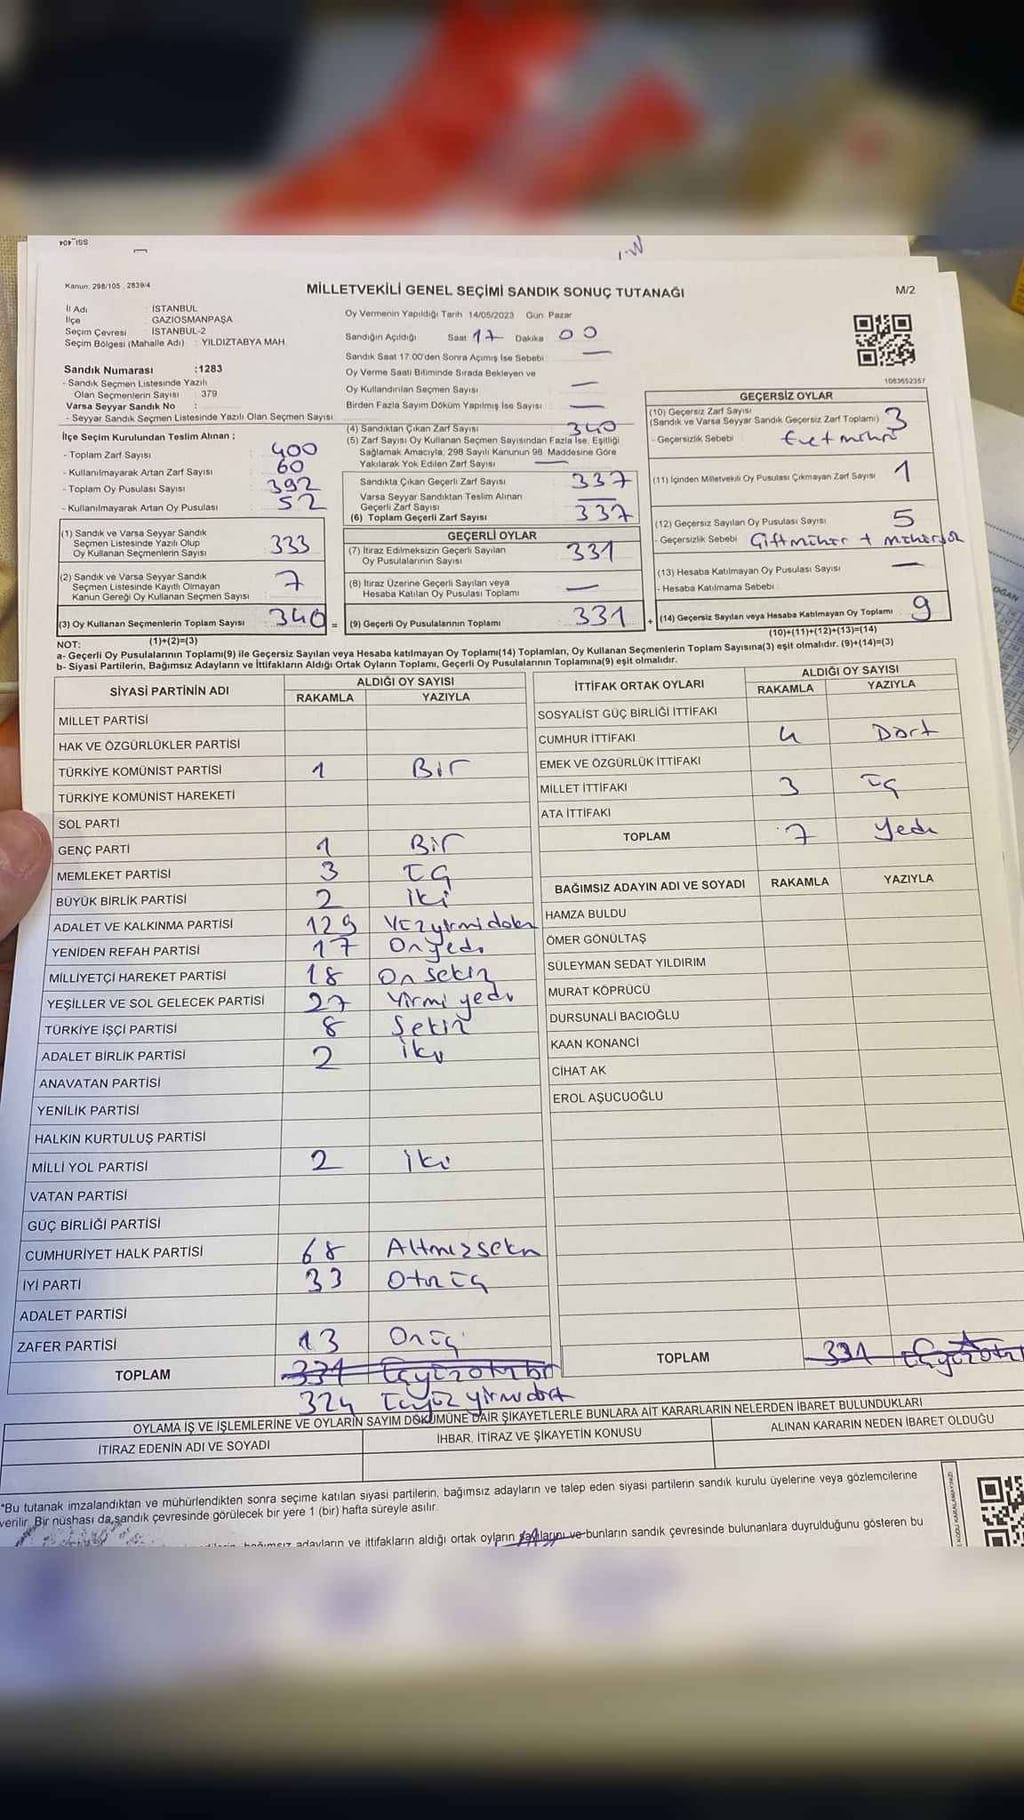 Kanun: 298/105 , 2839/4
MİLLETVEKİLİ GENEL SEÇİMİ SANDIK SONUÇ TUTANAĞI
M/2
İl Adı : İSTANBUL
İlçe : GAZİOSMANPAŞA
Seçim Çevresi : İSTANBUL-2
Seçim Bölgesi (Mahalle Adı) : YILDIZTABYA MAH.
Oy Vermenin Yapıldığı Tarih 14/05/2023 Gün: Pazar
Sandığın Açıldığı Saat 17 Dakika 00
Sandık Saat 17:00'den Sonra Açımış İse Sebebi : —
Oy Verme Saati Bitiminde Sırada Bekleyen ve
Oy Kullandırılan Seçmen Sayısı —
Birden Fazla Sayım Döküm Yapılmış İse Sayısı : —
1083652357
Sandık Numarası :1283
- Sandık Seçmen Listesinde Yazılı
Olan Seçmenlerin Sayısı : 379
Varsa Seyyar Sandık No :
- Seyyar Sandık Seçmen Listesinde Yazılı Olan Seçmen Sayısı :
İlçe Seçim Kurulundan Teslim Alınan ;
- Toplam Zarf Sayısı 400
- Kullanılmayarak Artan Zarf Sayısı 60
- Toplam Oy Pusulası Sayısı 392
- Kullanılmayarak Artan Oy Pusulası 52
(1) Sandık ve Varsa Seyyar Sandık
Seçmen Listesinde Yazılı Olup
Oy Kullanan Seçmenlerin Sayısı 333
(2) Sandık ve Varsa Seyyar Sandık
Seçmen Listesinde Kayıtlı Olmayan
Kanun Gereği Oy Kullanan Seçmen Sayısı 7
(3) Oy Kullanan Seçmenlerin Toplam Sayısı 340 =
(1)+(2)=(3)
(4) Sandıktan Çıkan Zarf Sayısı 340
(5) Zarf Sayısı Oy Kullanan Seçmen Sayısından Fazla İse, Eşitliği
Sağlamak Amacıyla, 298 Sayılı Kanunun 98. Maddesine Göre
Yakılarak Yok Edilen Zarf Sayısı —
Sandıkta Çıkan Geçerli Zarf Sayısı 337
Varsa Seyyar Sandıktan Teslim Alınan
Geçerli Zarf Sayısı —
(6) Toplam Geçerli Zarf Sayısı 337
GEÇERLİ OYLAR
(7) İtiraz Edilmeksizin Geçerli Sayılan
Oy Pusulalarının Sayısı 331
(8) İtiraz Üzerine Geçerli Sayılan veya
Hesaba Katılan Oy Pusulası Toplamı —
(9) Geçerli Oy Pusulalarının Toplamı 331 +
GEÇERSİZ OYLAR
(10) Geçersiz Zarf Sayısı
(Sandık ve Varsa Seyyar Sandık Geçersiz Zarf Toplamı) 3
- Geçersizlik Sebebi
(11) İçinden Milletvekili Oy Pusulası Çıkmayan Zarf Sayısı 1
(12) Geçersiz Sayılan Oy Pusulası Sayısı 5
- Geçersizlik Sebebi
(13) Hesaba Katılmayan Oy Pusulası Sayısı —
- Hesaba Katılmama Sebebi :
(14) Geçersiz Sayılan veya Hesaba Katılmayan Oy Toplamı 9
(10)+(11)+(12)+(13)=(14)
NOT:
a- Geçerli Oy Pusulalarının Toplamı(9) ile Geçersiz Sayılan veya Hesaba katılmayan Oy Toplamı(14) Toplamları, Oy Kullanan Seçmenlerin Toplam Sayısına(3) eşit olmalıdır. (9)+(14)=(3)
b- Siyasi Partilerin, Bağımsız Adayların ve İttifakların Aldığı Ortak Oyların Toplamı, Geçerli Oy Pusulalarının Toplamına(9) eşit olmalıdır.
SİYASİ PARTİNİN ADI ALDIĞI OY SAYISI
RAKAMLA YAZIYLA
MİLLET PARTİSİ
HAK VE ÖZGÜRLÜKLER PARTİSİ
TÜRKİYE KOMÜNİST PARTİSİ 1 Bir
TÜRKİYE KOMÜNİST HAREKETİ
SOL PARTİ
GENÇ PARTİ 1 Bir
MEMLEKET PARTİSİ 3 Üç
BÜYÜK BİRLİK PARTİSİ 2 İki
ADALET VE KALKINMA PARTİSİ 129
YENİDEN REFAH PARTİSİ 17 Onyedi
MİLLİYETÇİ HAREKET PARTİSİ 18 Onsekiz
YEŞİLLER VE SOL GELECEK PARTİSİ 27 Yirmi yedi
TÜRKİYE İŞÇİ PARTİSİ 8 Sekiz
ADALET BİRLİK PARTİSİ 2 İki
ANAVATAN PARTİSİ
YENİLİK PARTİSİ
HALKIN KURTULUŞ PARTİSİ
MİLLİ YOL PARTİSİ 2 İki
VATAN PARTİSİ
GÜÇ BİRLİĞİ PARTİSİ
CUMHURİYET HALK PARTİSİ 68
İYİ PARTİ 33
ADALET PARTİSİ
ZAFER PARTİSİ 13 Onüç
TOPLAM 331
324 Üçyüz yirmidört
İTTİFAK ORTAK OYLARI ALDIĞI OY SAYISI
RAKAMLA YAZIYLA
SOSYALİST GÜÇ BİRLİĞİ İTTİFAKI
CUMHUR İTTİFAKI 4 Dört
EMEK VE ÖZGÜRLÜK İTTİFAKI
MİLLET İTTİFAKI 3 Üç
ATA İTTİFAKI
TOPLAM 7 Yedi
BAĞIMSIZ ADAYIN ADI VE SOYADI RAKAMLA YAZIYLA
HAMZA BULDU
ÖMER GÖNÜLTAŞ
SÜLEYMAN SEDAT YILDIRIM
MURAT KÖPRÜCÜ
DURSUNALİ BACIOĞLU
KAAN KONANCİ
CİHAT AK
EROL AŞUCUOĞLU
TOPLAM 331
OYLAMA İŞ VE İŞLEMLERİNE VE OYLARIN SAYIM DÖKÜMÜNE DAİR ŞİKAYETLERLE BUNLARA AİT KARARLARIN NELERDEN İBARET BULUNDUKLARI
İTİRAZ EDENİN ADI VE SOYADI İHBAR, İTİRAZ VE ŞİKAYETİN KONUSU ALINAN KARARIN NEDEN İBARET OLDUĞU
"Bu tutanak imzalandıktan ve mühürlendikten sonra seçime katılan siyasi partilerin, bağımsız adayların ve talep eden siyasi partilerin sandık kurulu üyelerine veya gözlemcilerine
verilir. Bir nüshası da sandık çevresinde görülecek bir yere 1 (bir) hafta süreyle asılır.
adayların ve ittifakların aldığı ortak oyların sayılarını ve bunların sandık çevresinde bulunanlara duyrulduğunu gösteren bu